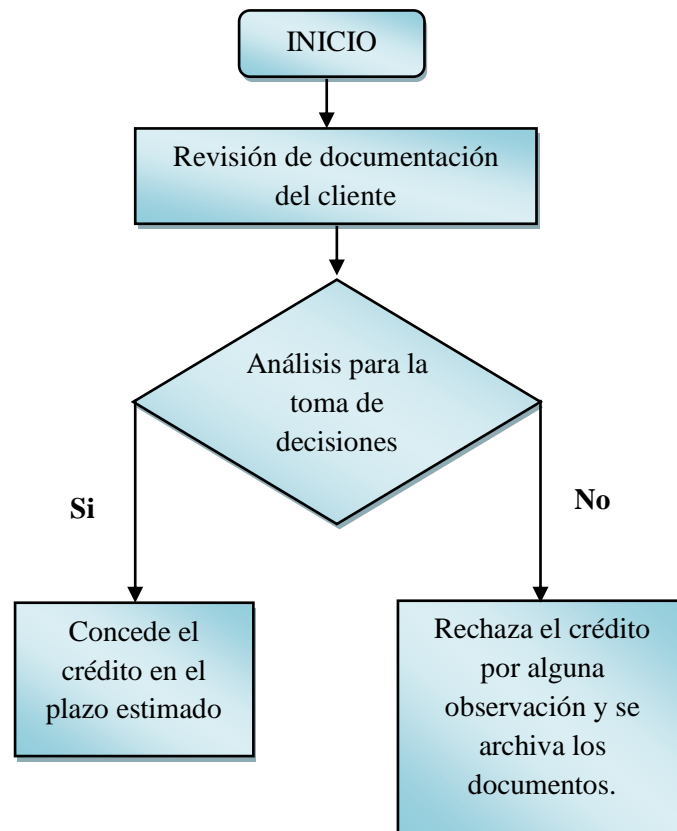 INICIO
Revisión de documentación
del cliente
Análisis para la
toma de
decisiones
Si
No
Concede el
crédito en el
plazo estimado
Rechaza el crédito
por alguna
observación y se
archiva los
documentos.